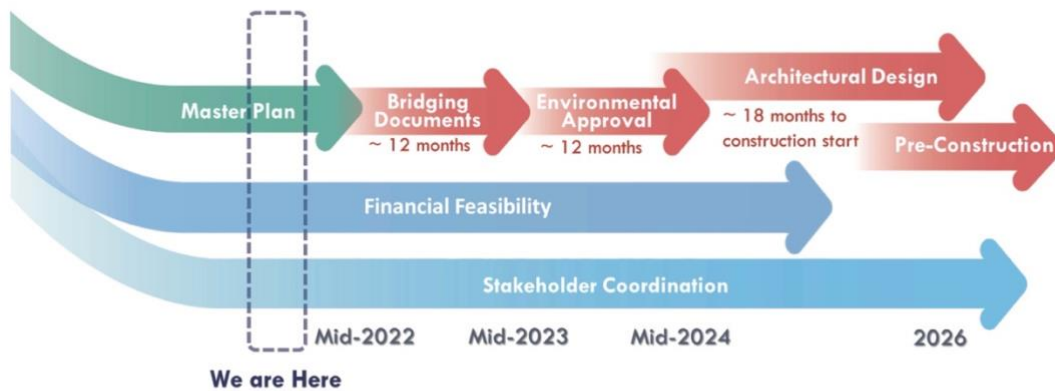 Architectural Design
Master Plan
Bridging
Documents
~ 12 months
Environmental
Approval
~ 12 months
~ 18 months to
construction start
Pre-Construction
Financial Feasibility
Stakeholder Coordination
Mid-2022
Mid-2023
Mid-2024
2026
We are Here